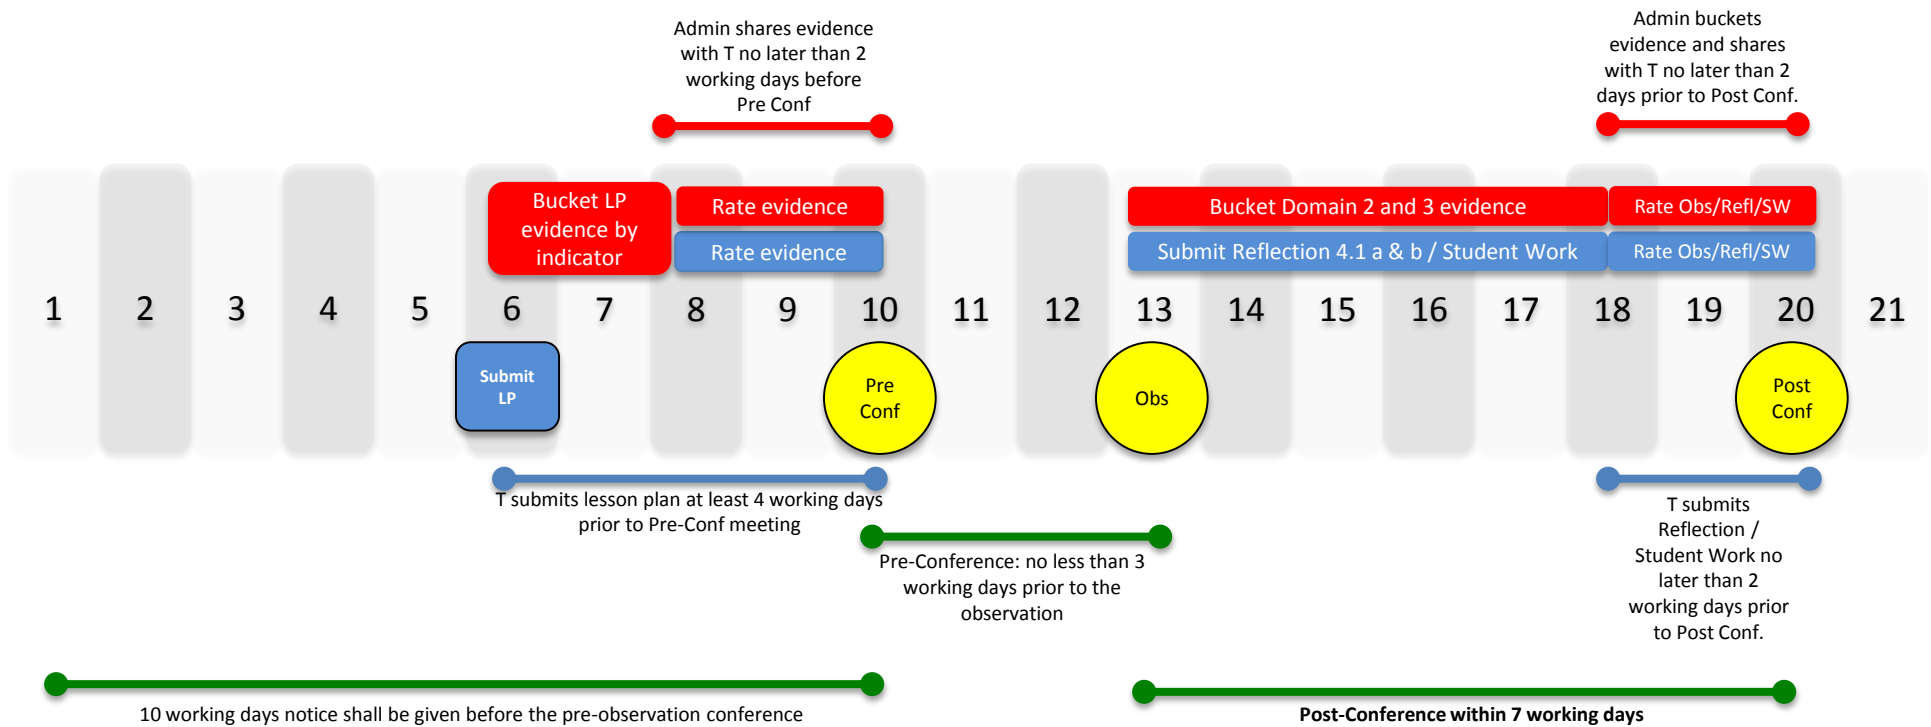 Admin shares evidence
with T no later than 2
working days before
Pre Conf
Admin buckets
evidence and shares
with T no later than 2
days prior to Post Conf.
Bucket LP
evidence by
indicator
Rate evidence
Rate evidence
Bucket Domain 2 and 3 evidence
Submit Reflection 4.1 a & b / Student Work
Rate Obs/Refl/SW
Rate Obs/Refl/SW
1 2 3 4 5 6 7 8 9 10 11 12 13 14 15 16 17 18 19 20 21
Submit
LP
Pre
Conf
Obs
Post
Conf
T submits lesson plan at least 4 working days
prior to Pre-Conf meeting
Pre-Conference: no less than 3
working days prior to the
observation
T submits
Reflection /
Student Work no
later than 2
working days prior
to Post Conf.
10 working days notice shall be given before the pre-observation conference
Post-Conference within 7 working days